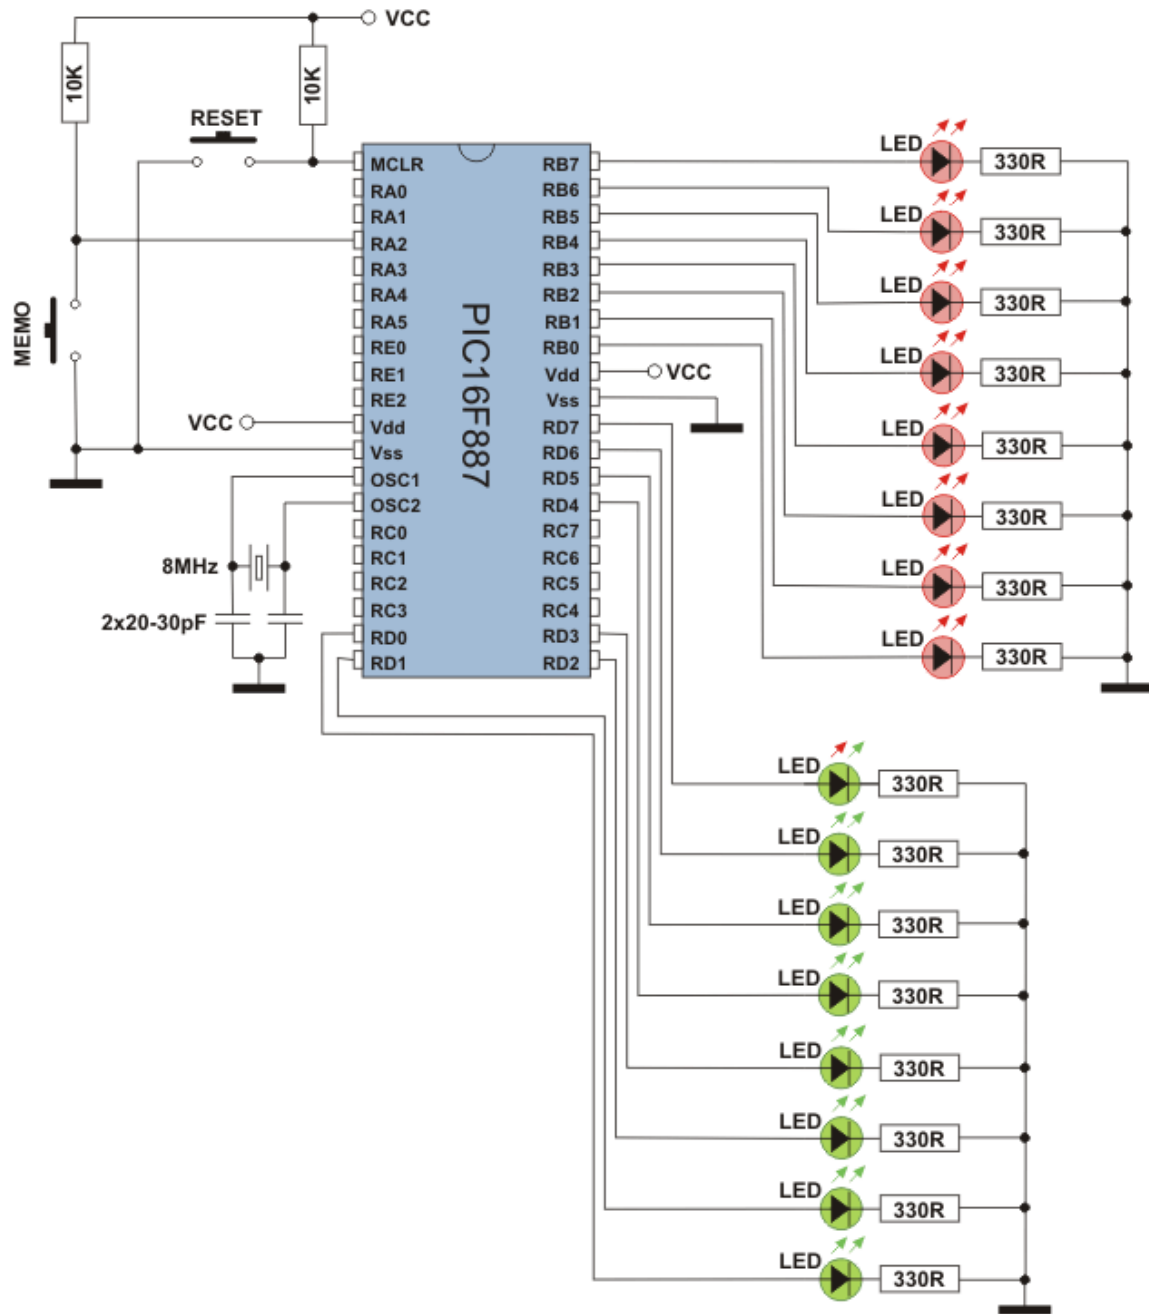 VCC
10K
10K
RESET
MEMO
VCC
8MHz
2x20-30pF
PIC16F887
MCLR
RA0
RA1
RA2
RA3
RA4
RA5
RE0
RE1
RE2
Vdd
Vss
OSC1
OSC2
RC0
RC1
RC2
RC3
RD0
RD1
RB7
RB6
RB5
RB4
RB3
RB2
RB1
RB0
Vdd
Vss
RD7
RD6
RD5
RD4
RC7
RC6
RC5
RC4
RD3
RD2
VCC
LED
330R
LED
330R
LED
330R
LED
330R
LED
330R
LED
330R
LED
330R
LED
330R
LED
330R
LED
330R
LED
330R
LED
330R
LED
330R
LED
330R
LED
330R
LED
330R